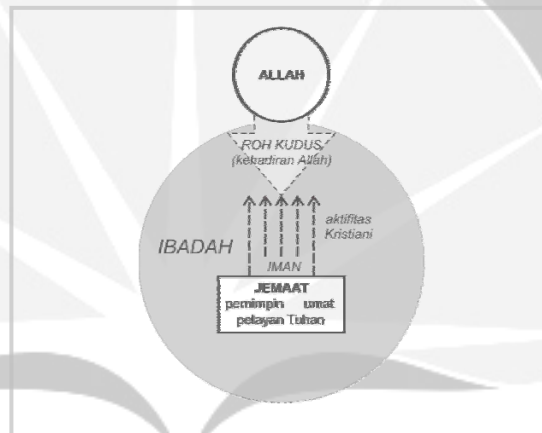 ALLAH
ROH KUDUS
(kehadiran Allah)
aktifitas
Kristiani
IBADAH
IMAN
JEMAAT
pemimpin umat
pelayan Tuhan